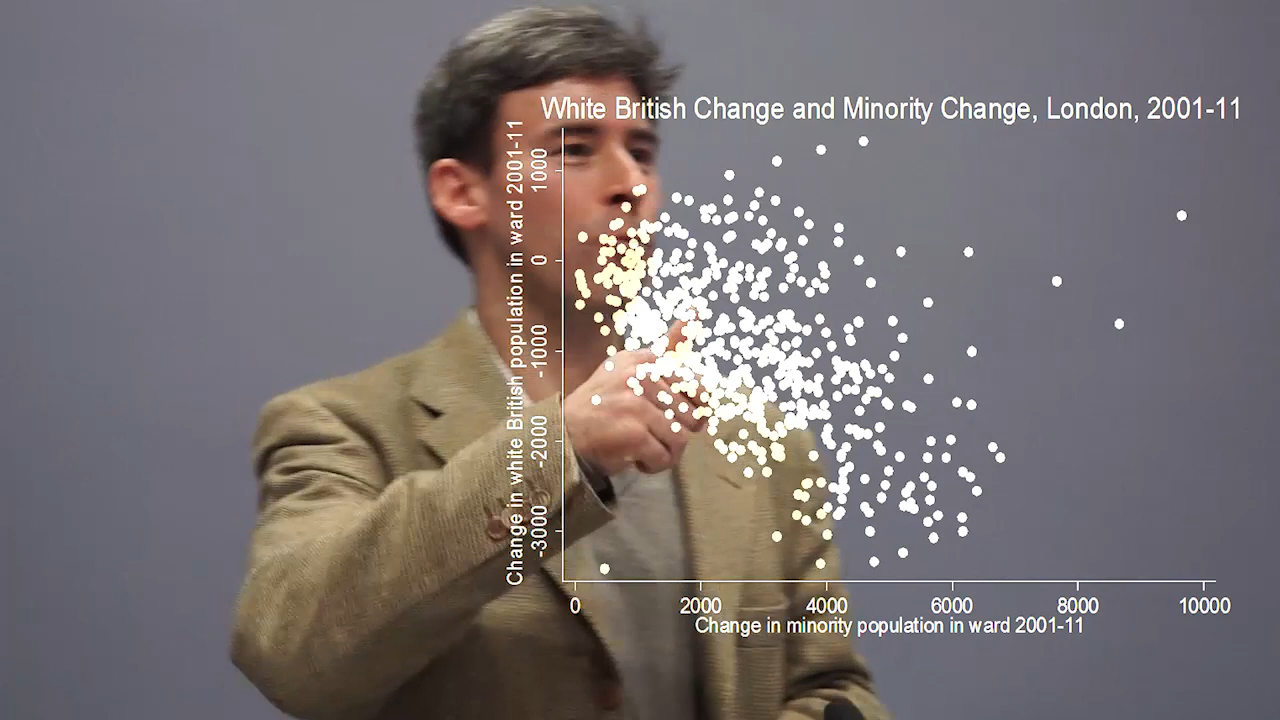 White British Change and Minority Change, London, 2001-11
Change in white British population in ward 2001-11
1000
0
-1000
-2000
-3000
0 2000 4000 6000 8000 10000
Change in minority population in ward 2001-11